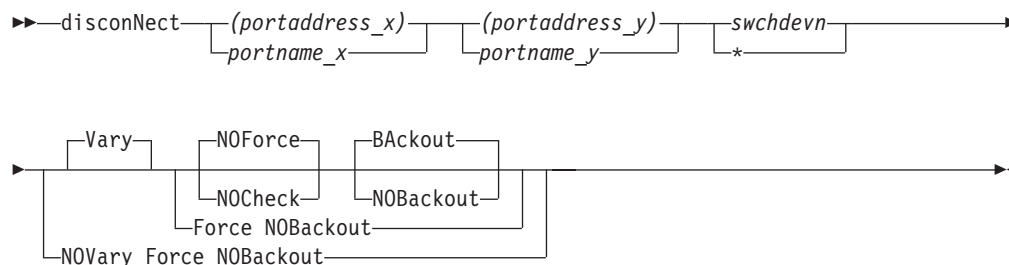 disconNect (portaddress_x) (portaddress_y) swchdevn
portname_x portname_y *
Vary NOForce BAckout
NOCheck NOBackout
Force NOBackout
NOVary Force NOBackout